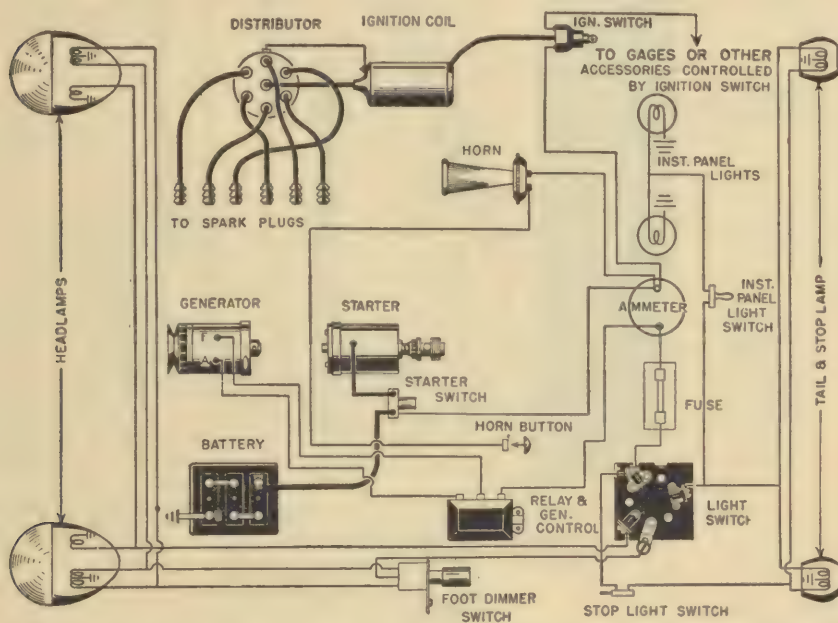 DISTRIBUTOR
IGNITION COIL
IGN. SWITCH
TO GAGES OR OTHER
ACCESSORIES CONTROLLED
BY IGNITION SWITCH
HORN
INST. PANEL
LIGHTS
TO SPARK PLUGS
HEADLAMPS
GENERATOR
F
A
STARTER
AMMETER
INST.
PANEL
LIGHT
SWITCH
TAIL & STOP LAMP
STARTER
SWITCH
FUSE
HORN BUTTON
BATTERY
RELAY &
GEN.
CONTROL
LIGHT
SWITCH
FOOT DIMMER
SWITCH
STOP LIGHT SWITCH